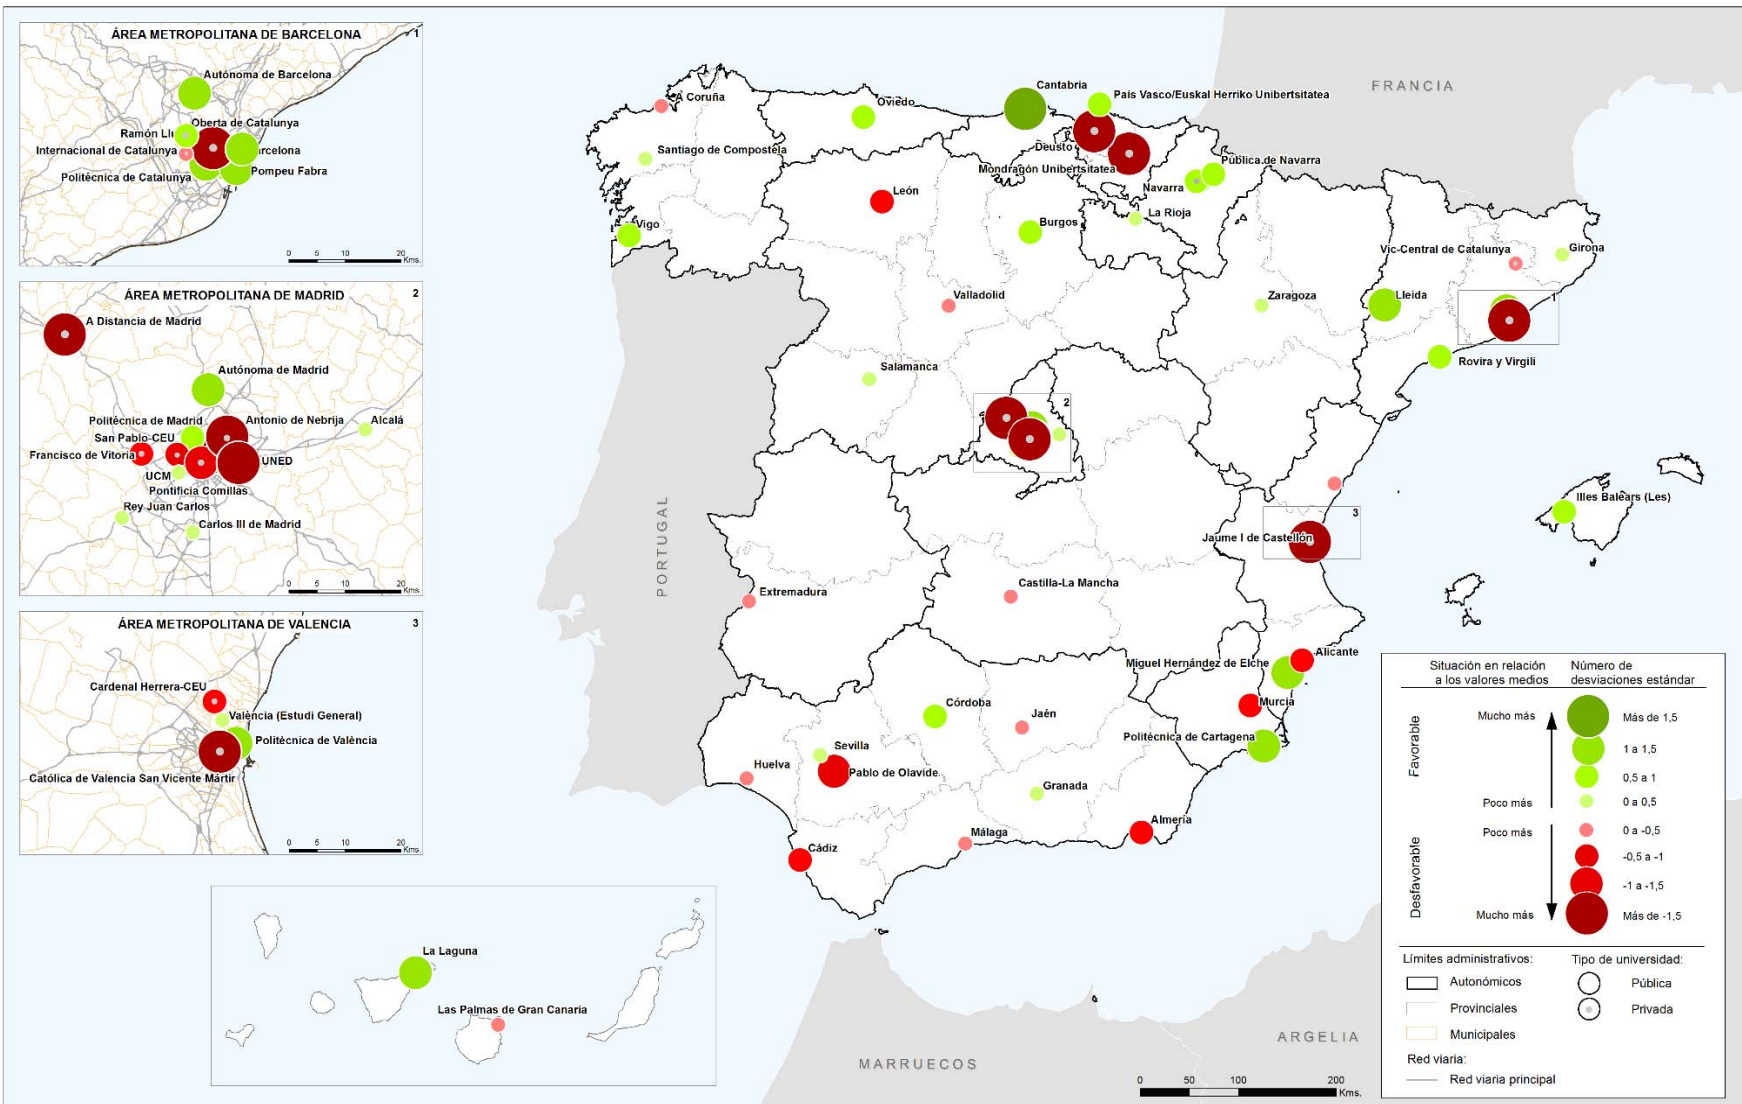 ÁREA METROPOLITANA DE BARCELONA
1
Autónoma de Barcelona
Oberta de Catalunya
Ramón Llu
Internacional de Catalunya
Barcelona
Politécnica de Catalunya
Pompeu Fabra
0 5 10 20
Kms.
ÁREA METROPOLITANA DE MADRID
2
A Distancia de Madrid
Autónoma de Madrid
Politécnica de Madrid
Antonio de Nebrija
Alcalá
San Pablo-CEU
Francisco de Vitoria
UNED
UCM
Pontificia Comillas
Rey Juan Carlos
Carlos III de Madrid
0 5 10 20
Kms.
ÁREA METROPOLITANA DE VALENCIA
3
Cardenal Herrera-CEU
València (Estudi General)
Politècnica de València
Católica de Valencia San Vicente Mártir
0 5 10 20
Kms.
La Laguna
Las Palmas de Gran Canaria
FRANCIA
A Coruña
Oviedo
Cantabria
País Vasco/Euskal Herriko Unibertsitatea
Santiago de Compostela
Deusto
Mondragón Unibertsitatea
Pública de Navarra
Navarra
León
La Rioja
Vigo
Burgos
Vic-Central de Catalunya
Girona
Valladolid
Zaragoza
Lleida
1
Rovira y Virgili
Salamanca
2
PORTUGAL
Illes Balears (Les)
3
Jaume I de Castellón
Extremadura
Castilla-La Mancha
Alicante
Miguel Hernández de Elche
Murcia
Córdoba
Jaén
Politécnica de Cartagena
Sevilla
Huelva
Pablo de Olavide
Granada
Almería
Málaga
Cádiz
MARRUECOS
ARGELIA
0 50 100 200
Kms.
Situación en relación
a los valores medios
Número de
desviaciones estándar
Favorable
Mucho más
Más de 1,5
1 a 1,5
0,5 a 1
Poco más
0 a 0,5
Desfavorable
Poco más
0 a -0,5
-0,5 a -1
-1 a -1,5
Mucho más
Más de -1,5
Límites administrativos:
Autonómicos
Provinciales
Municipales
Red viaria:
Red viaria principal
Tipo de universidad:
Pública
Privada